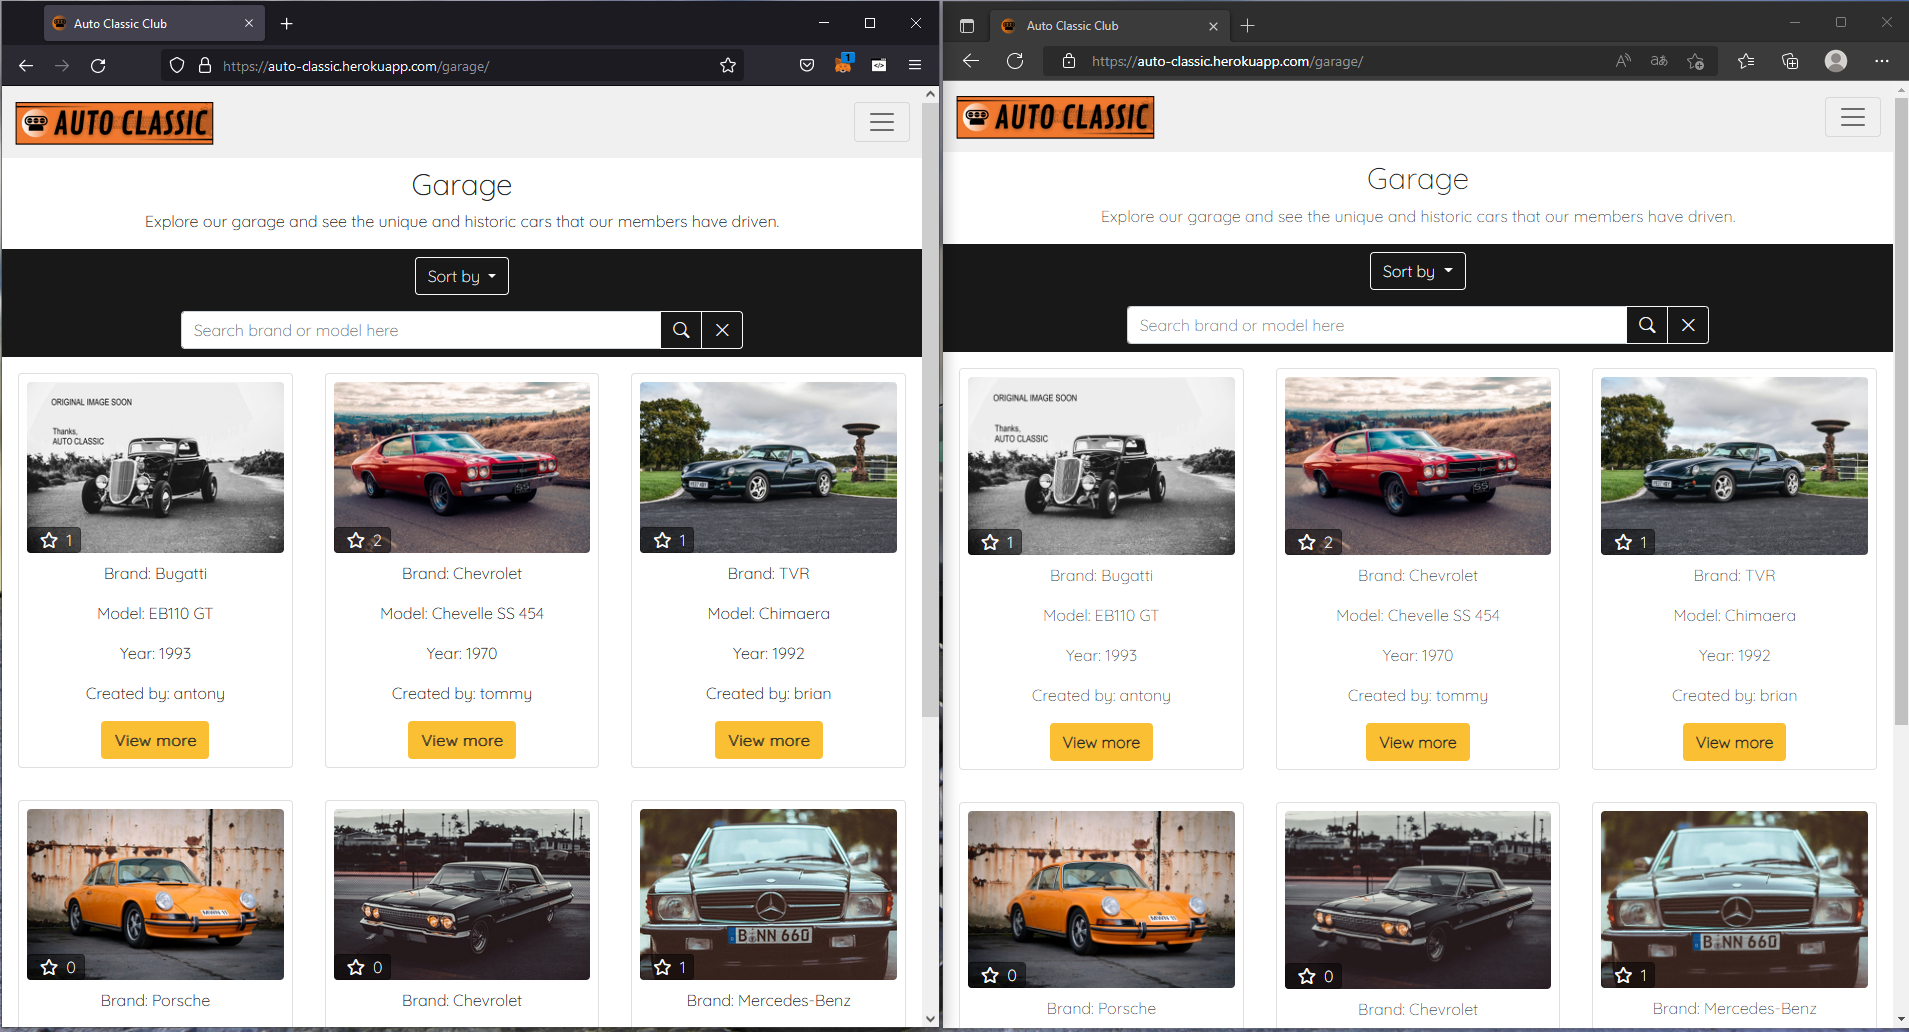 Auto Classic Club
https://auto-classic.herokuapp.com/garage/
1
AUTO CLASSIC
Garage
Explore our garage and see the unique and historic cars that our members have driven.
Sort by
Search brand or model here
ORIGINAL IMAGE SOON
Thanks,
AUTO CLASSIC
1
2
1
Brand: Bugatti
Brand: Chevrolet
Brand: TVR
Model: EB110 GT
Model: Chevelle SS 454
Model: Chimaera
Year: 1993
Year: 1970
Year: 1992
Created by: antony
Created by: tommy
Created by: brian
View more
View more
View more
B NN 660
0
0
1
Brand: Porsche
Brand: Chevrolet
Brand: Mercedes-Benz
Auto Classic Club
https://auto-classic.herokuapp.com/garage/
AUTO CLASSIC
Garage
Explore our garage and see the unique and historic cars that our members have driven.
Sort by
Search brand or model here
ORIGINAL IMAGE SOON
Thanks,
AUTO CLASSIC
SS
1
2
1
Brand: Bugatti
Brand: Chevrolet
Brand: TVR
Model: EB110 GT
Model: Chevelle SS 454
Model: Chimaera
Year: 1993
Year: 1970
Year: 1992
Created by: antony
Created by: tommy
Created by: brian
View more
View more
View more
B NN 660
0
0
1
Brand: Porsche
Brand: Chevrolet
Brand: Mercedes-Benz